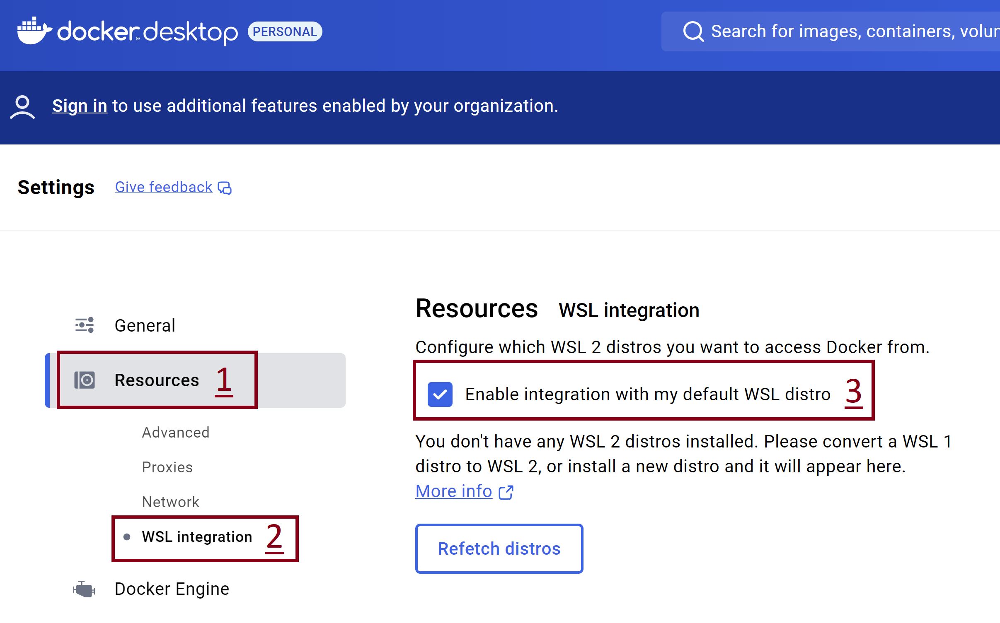 docker® desktop PERSONAL
Search for images, containers,
Sign in to use additional features enabled by your organization.
Settings Give feedback
General
Resources 1
Advanced
Proxies
Network
WSL integration 2
Docker Engine
Resources WSL integration
Configure which WSL 2 distros you want to access Docker from.
Enable integration with my default WSL distro 3
You don't have any WSL 2 distros installed. Please convert a WSL 1
distro to WSL 2, or install a new distro and it will appear here.
More info
Refetch distros